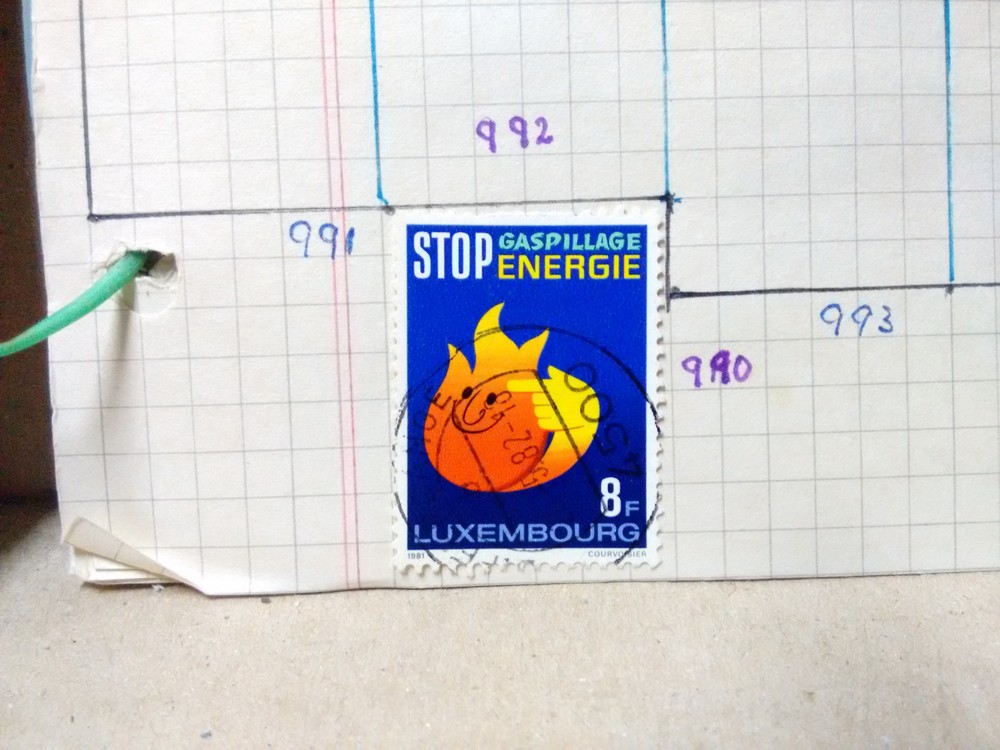 992
991
STOP GASPILLAGE
ENERGIE
993
990
8F
LUXEMBOURG
1981 COURVOISIER